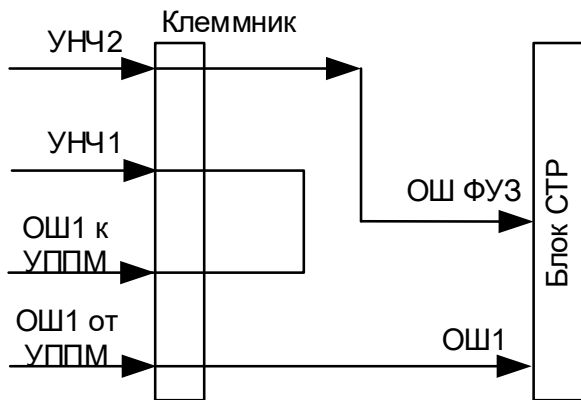 Клеммник
УНЧ2
УНЧ1
ОШ ФУЗ
ОШ1 к
УППМ
ОШ1 от
УППМ
ОШ1
Блок СТР